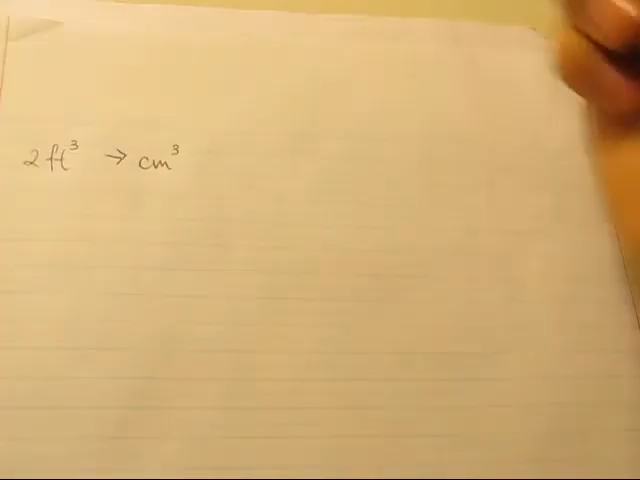 2 ft³ → cm³